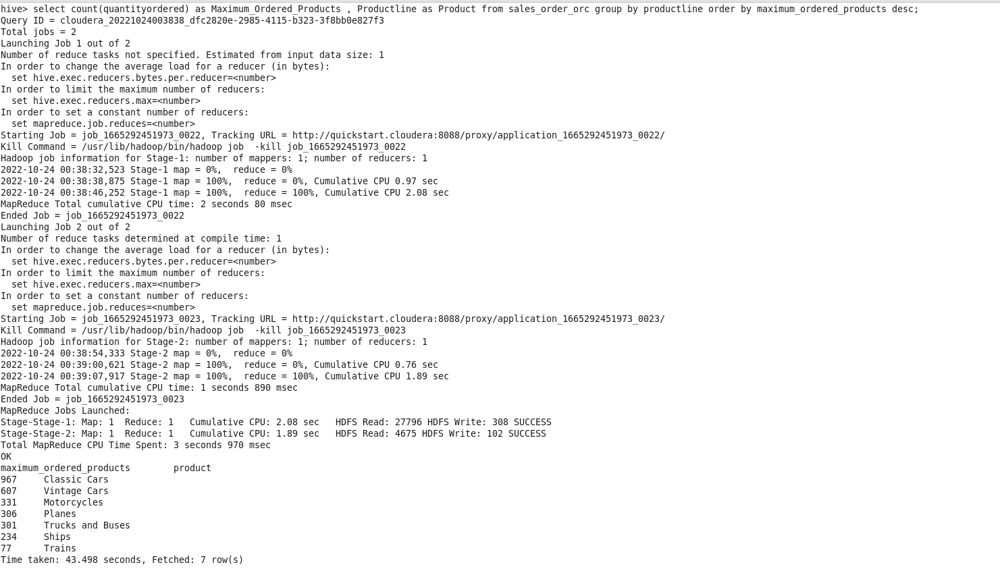 hive> select count(quantityordered) as Maximum_Ordered_Products , Productline as Product from sales_order_orc group by productline order by maximum_ordered_products desc;
Query ID = cloudera_20221024003838_dfc2820e-2985-4115-b323-3f8bb0e827f3
Total jobs = 2
Launching Job 1 out of 2
Number of reduce tasks not specified. Estimated from input data size: 1
In order to change the average load for a reducer (in bytes):
  set hive.exec.reducers.bytes.per.reducer=<number>
In order to limit the maximum number of reducers:
  set hive.exec.reducers.max=<number>
In order to set a constant number of reducers:
  set mapreduce.job.reduces=<number>
Starting Job = job_1665292451973_0022, Tracking URL = http://quickstart.cloudera:8088/proxy/application_1665292451973_0022/
Kill Command = /usr/lib/hadoop/bin/hadoop job  -kill job_1665292451973_0022
Hadoop job information for Stage-1: number of mappers: 1; number of reducers: 1
2022-10-24 00:38:32,523 Stage-1 map = 0%,  reduce = 0%
2022-10-24 00:38:38,875 Stage-1 map = 100%,  reduce = 0%, Cumulative CPU 0.97 sec
2022-10-24 00:38:46,252 Stage-1 map = 100%,  reduce = 100%, Cumulative CPU 2.08 sec
MapReduce Total cumulative CPU time: 2 seconds 80 msec
Ended Job = job_1665292451973_0022
Launching Job 2 out of 2
Number of reduce tasks determined at compile time: 1
In order to change the average load for a reducer (in bytes):
  set hive.exec.reducers.bytes.per.reducer=<number>
In order to limit the maximum number of reducers:
  set hive.exec.reducers.max=<number>
In order to set a constant number of reducers:
  set mapreduce.job.reduces=<number>
Starting Job = job_1665292451973_0023, Tracking URL = http://quickstart.cloudera:8088/proxy/application_1665292451973_0023/
Kill Command = /usr/lib/hadoop/bin/hadoop job  -kill job_1665292451973_0023
Hadoop job information for Stage-2: number of mappers: 1; number of reducers: 1
2022-10-24 00:38:54,333 Stage-2 map = 0%,  reduce = 0%
2022-10-24 00:39:00,621 Stage-2 map = 100%,  reduce = 0%, Cumulative CPU 0.76 sec
2022-10-24 00:39:07,917 Stage-2 map = 100%,  reduce = 100%, Cumulative CPU 1.89 sec
MapReduce Total cumulative CPU time: 1 seconds 890 msec
Ended Job = job_1665292451973_0023
MapReduce Jobs Launched:
Stage-Stage-1: Map: 1  Reduce: 1   Cumulative CPU: 2.08 sec   HDFS Read: 27796 HDFS Write: 308 SUCCESS
Stage-Stage-2: Map: 1  Reduce: 1   Cumulative CPU: 1.89 sec   HDFS Read: 4675 HDFS Write: 102 SUCCESS
Total MapReduce CPU Time Spent: 3 seconds 970 msec
OK
maximum_ordered_products        product
967     Classic Cars
607     Vintage Cars
331     Motorcycles
306     Planes
301     Trucks and Buses
234     Ships
77      Trains
Time taken: 43.498 seconds, Fetched: 7 row(s)